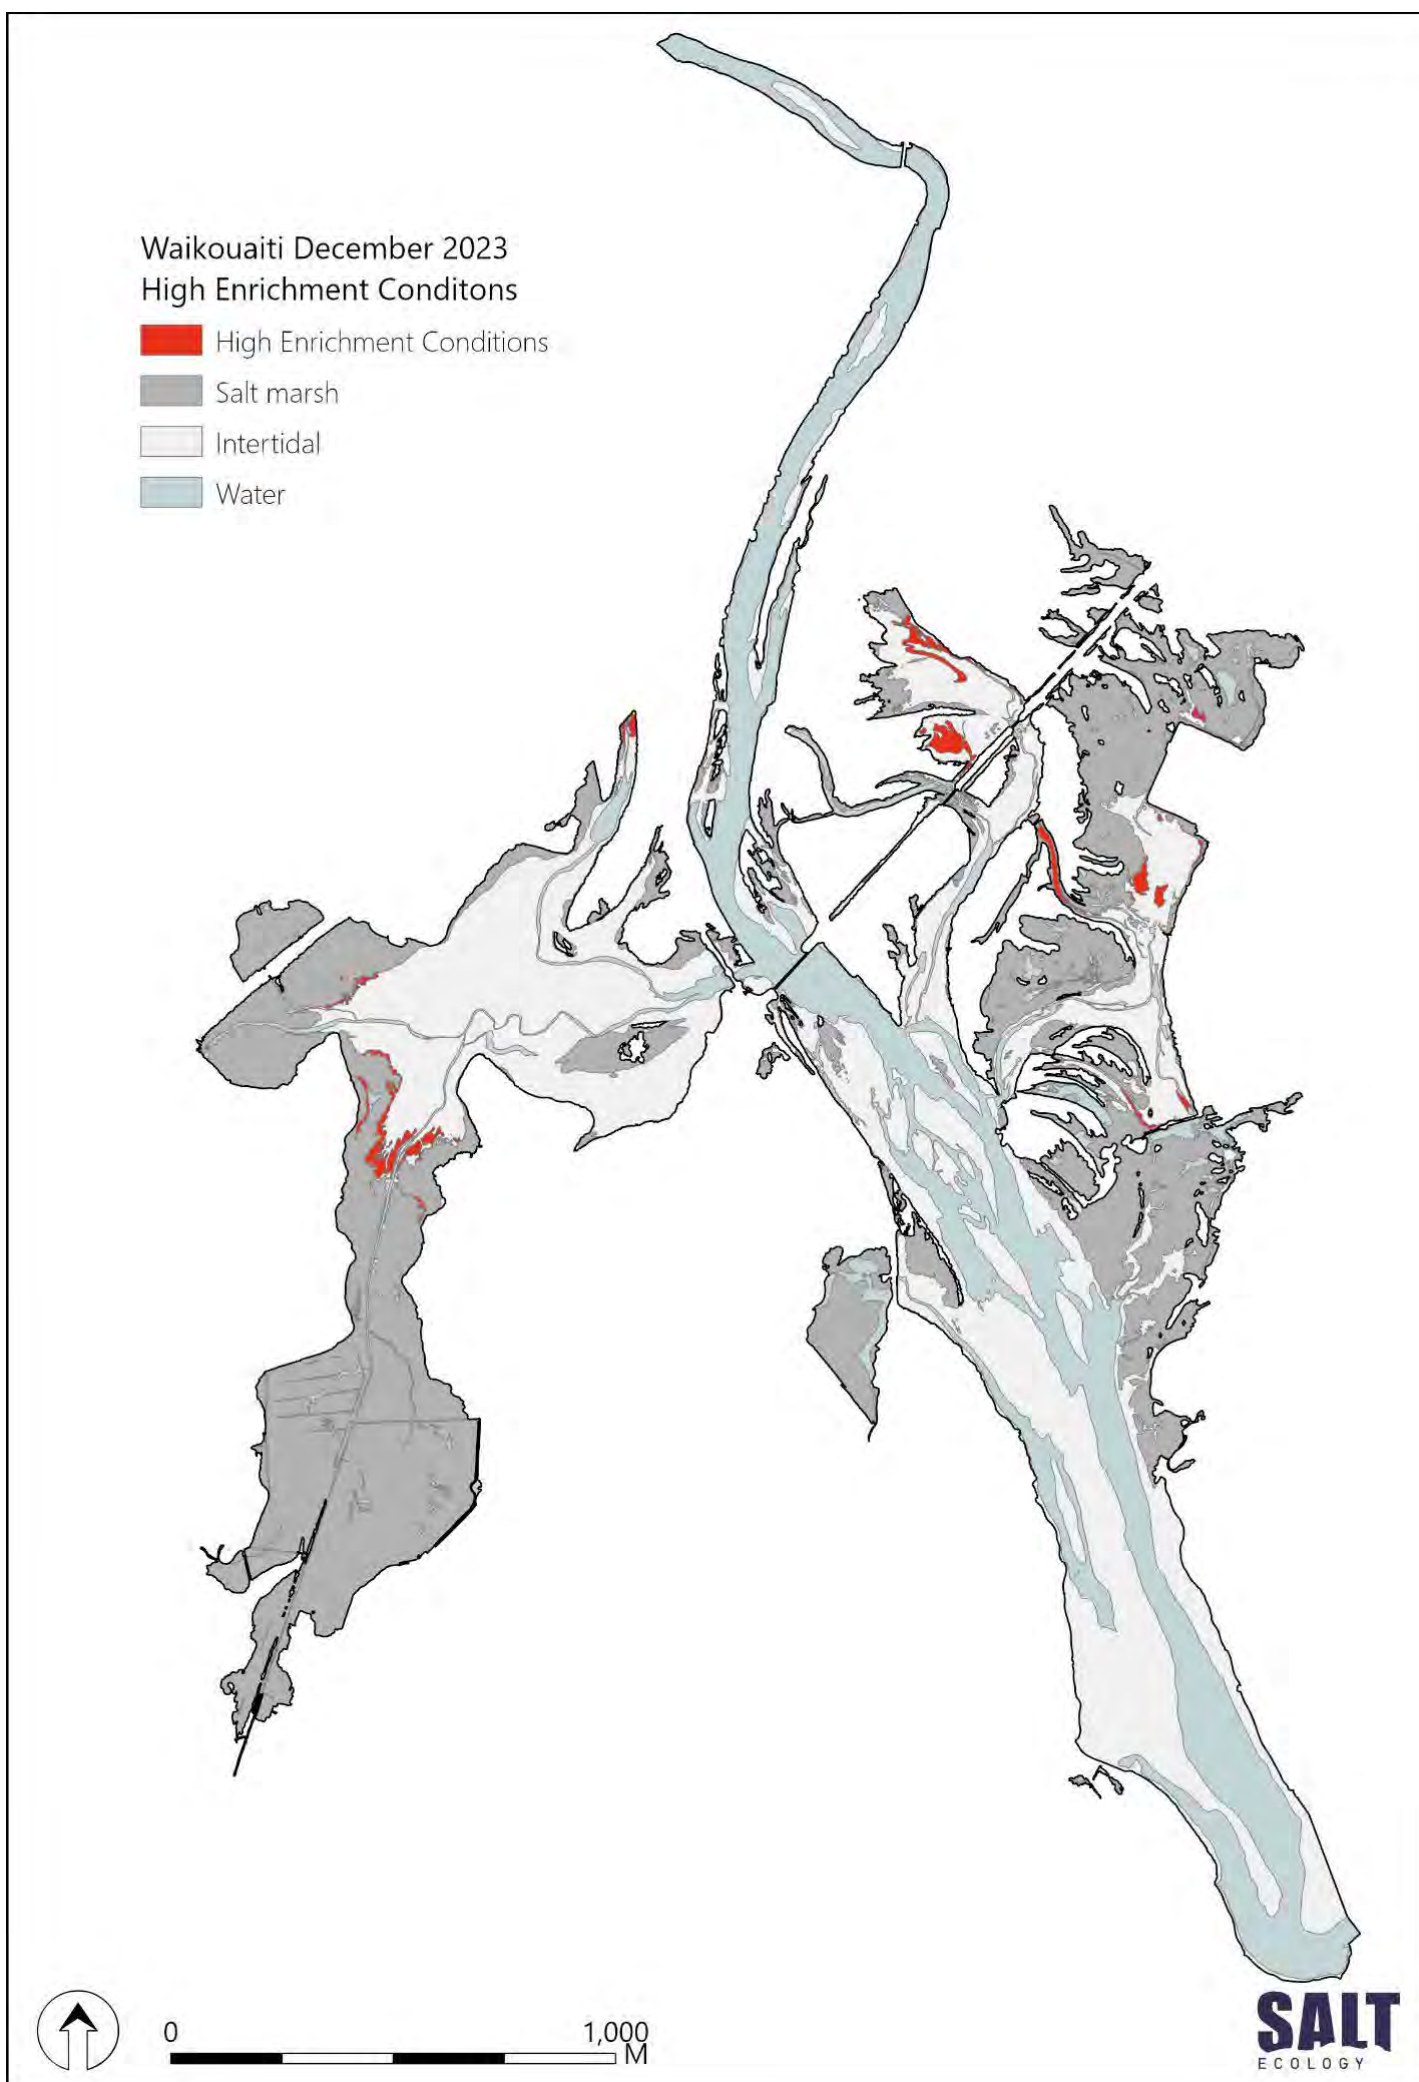 Waikouaiti December 2023
High Enrichment Conditons
High Enrichment Conditions
Salt marsh
Intertidal
Water
0 1,000
M
SALT
ECOLOGY